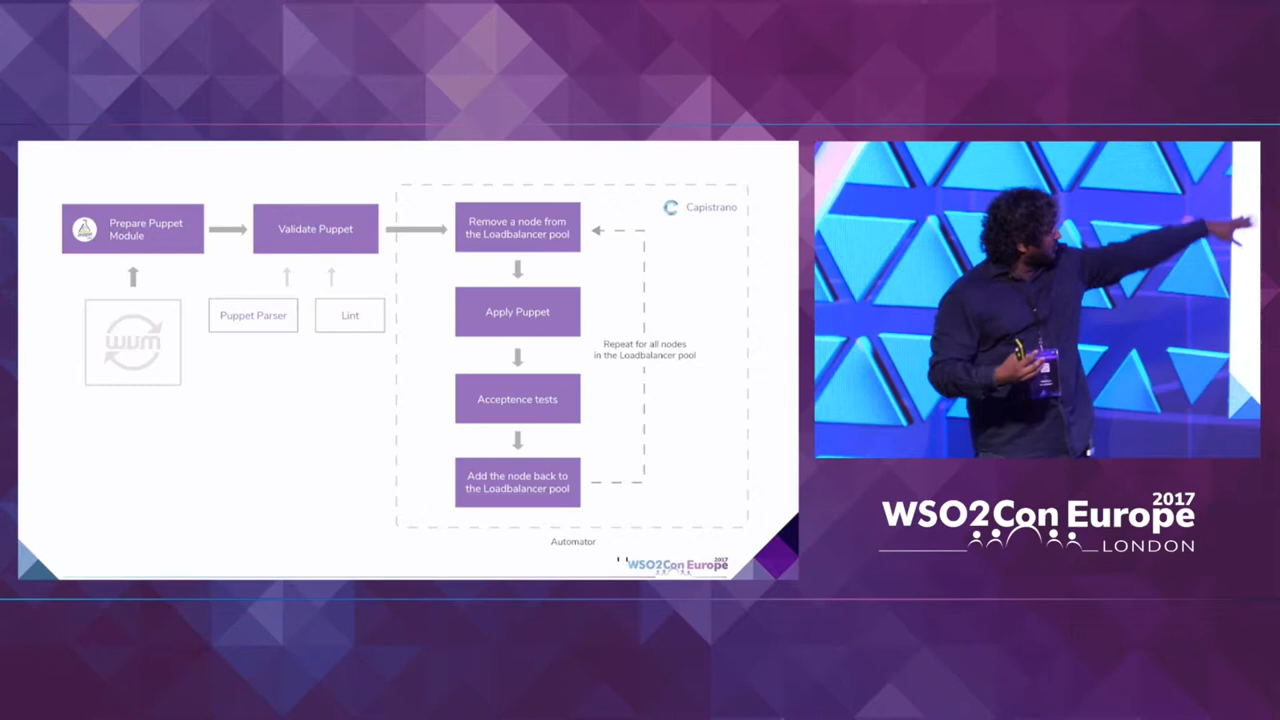 Prepare Puppet
Module
Validate Puppet
Remove a node from
the Loadbalancer pool
Capistrano
wum
Puppet Parser
Lint
Apply Puppet
Repeat for all nodes
in the Loadbalancer pool
Acceptence tests
Add the node back to
the Loadbalancer pool
Automator
2017
WSO2Con Europe
2017
WSO2Con Europe
LONDON